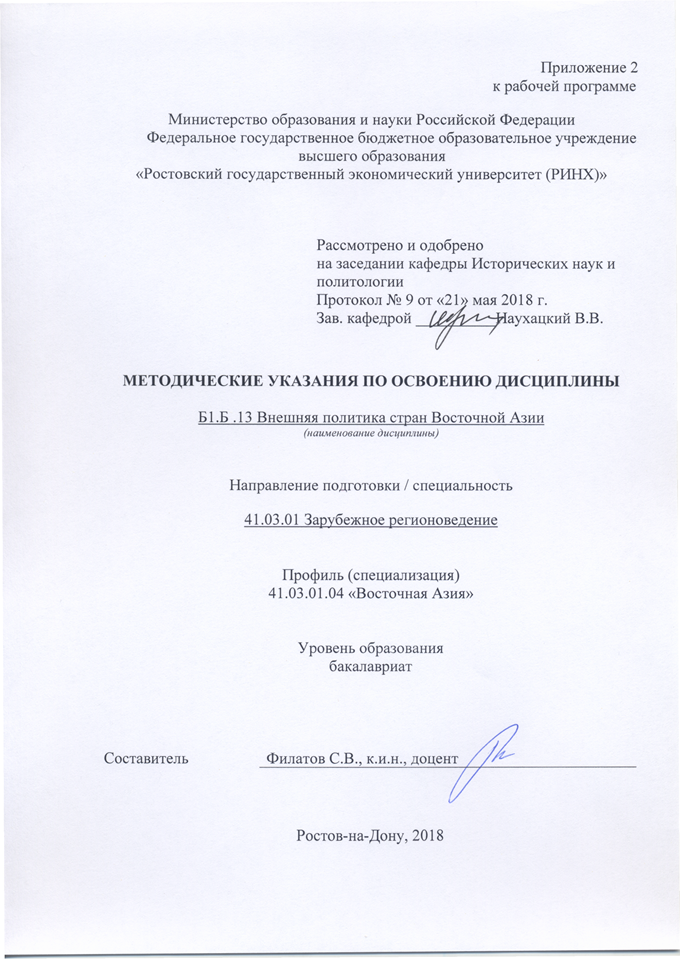 Приложение 2
к рабочей программе
Министерство образования и науки Российской Федерации
Федеральное государственное бюджетное образовательное учреждение
высшего образования
«Ростовский государственный экономический университет (РИНХ)»
Рассмотрено и одобрено
на заседании кафедры Исторических наук и
политологии
Протокол № 9 от «21» мая 2018 г.
Зав. кафедрой __________Наухацкий В.В.
МЕТОДИЧЕСКИЕ УКАЗАНИЯ ПО ОСВОЕНИЮ ДИСЦИПЛИНЫ
Б1.Б .13 Внешняя политика стран Восточной Азии
(наименование дисциплины)
Направление подготовки / специальность
41.03.01 Зарубежное регионоведение
Профиль (специализация)
41.03.01.04 «Восточная Азия»
Уровень образования
бакалавриат
Составитель Филатов С.В., к.и.н., доцент
Ростов-на-Дону, 2018